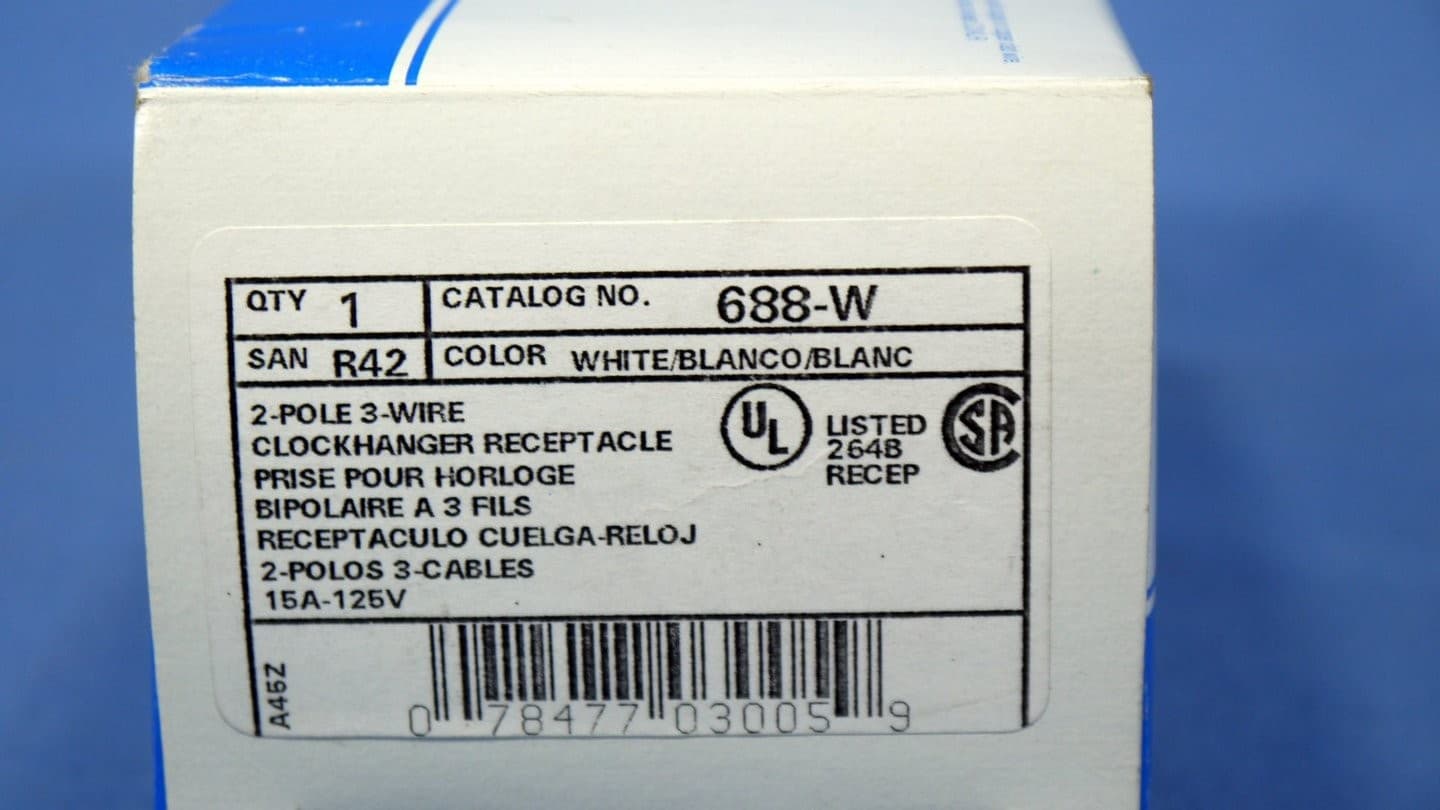 QTY 1 CATALOG NO. 688-W
SAN R42 COLOR WHITE/BLANCO/BLANC
2-POLE 3-WIRE
CLOCKHANGER RECEPTACLE
PRISE POUR HORLOGE
BIPOLAIRE A 3 FILS
RECEPTACULO CUELGA-RELOJ
2-POLOS 3-CABLES
15A-125V
UL
LISTED
264B
RECEP
SA
A45Z
0 78477 03005 9